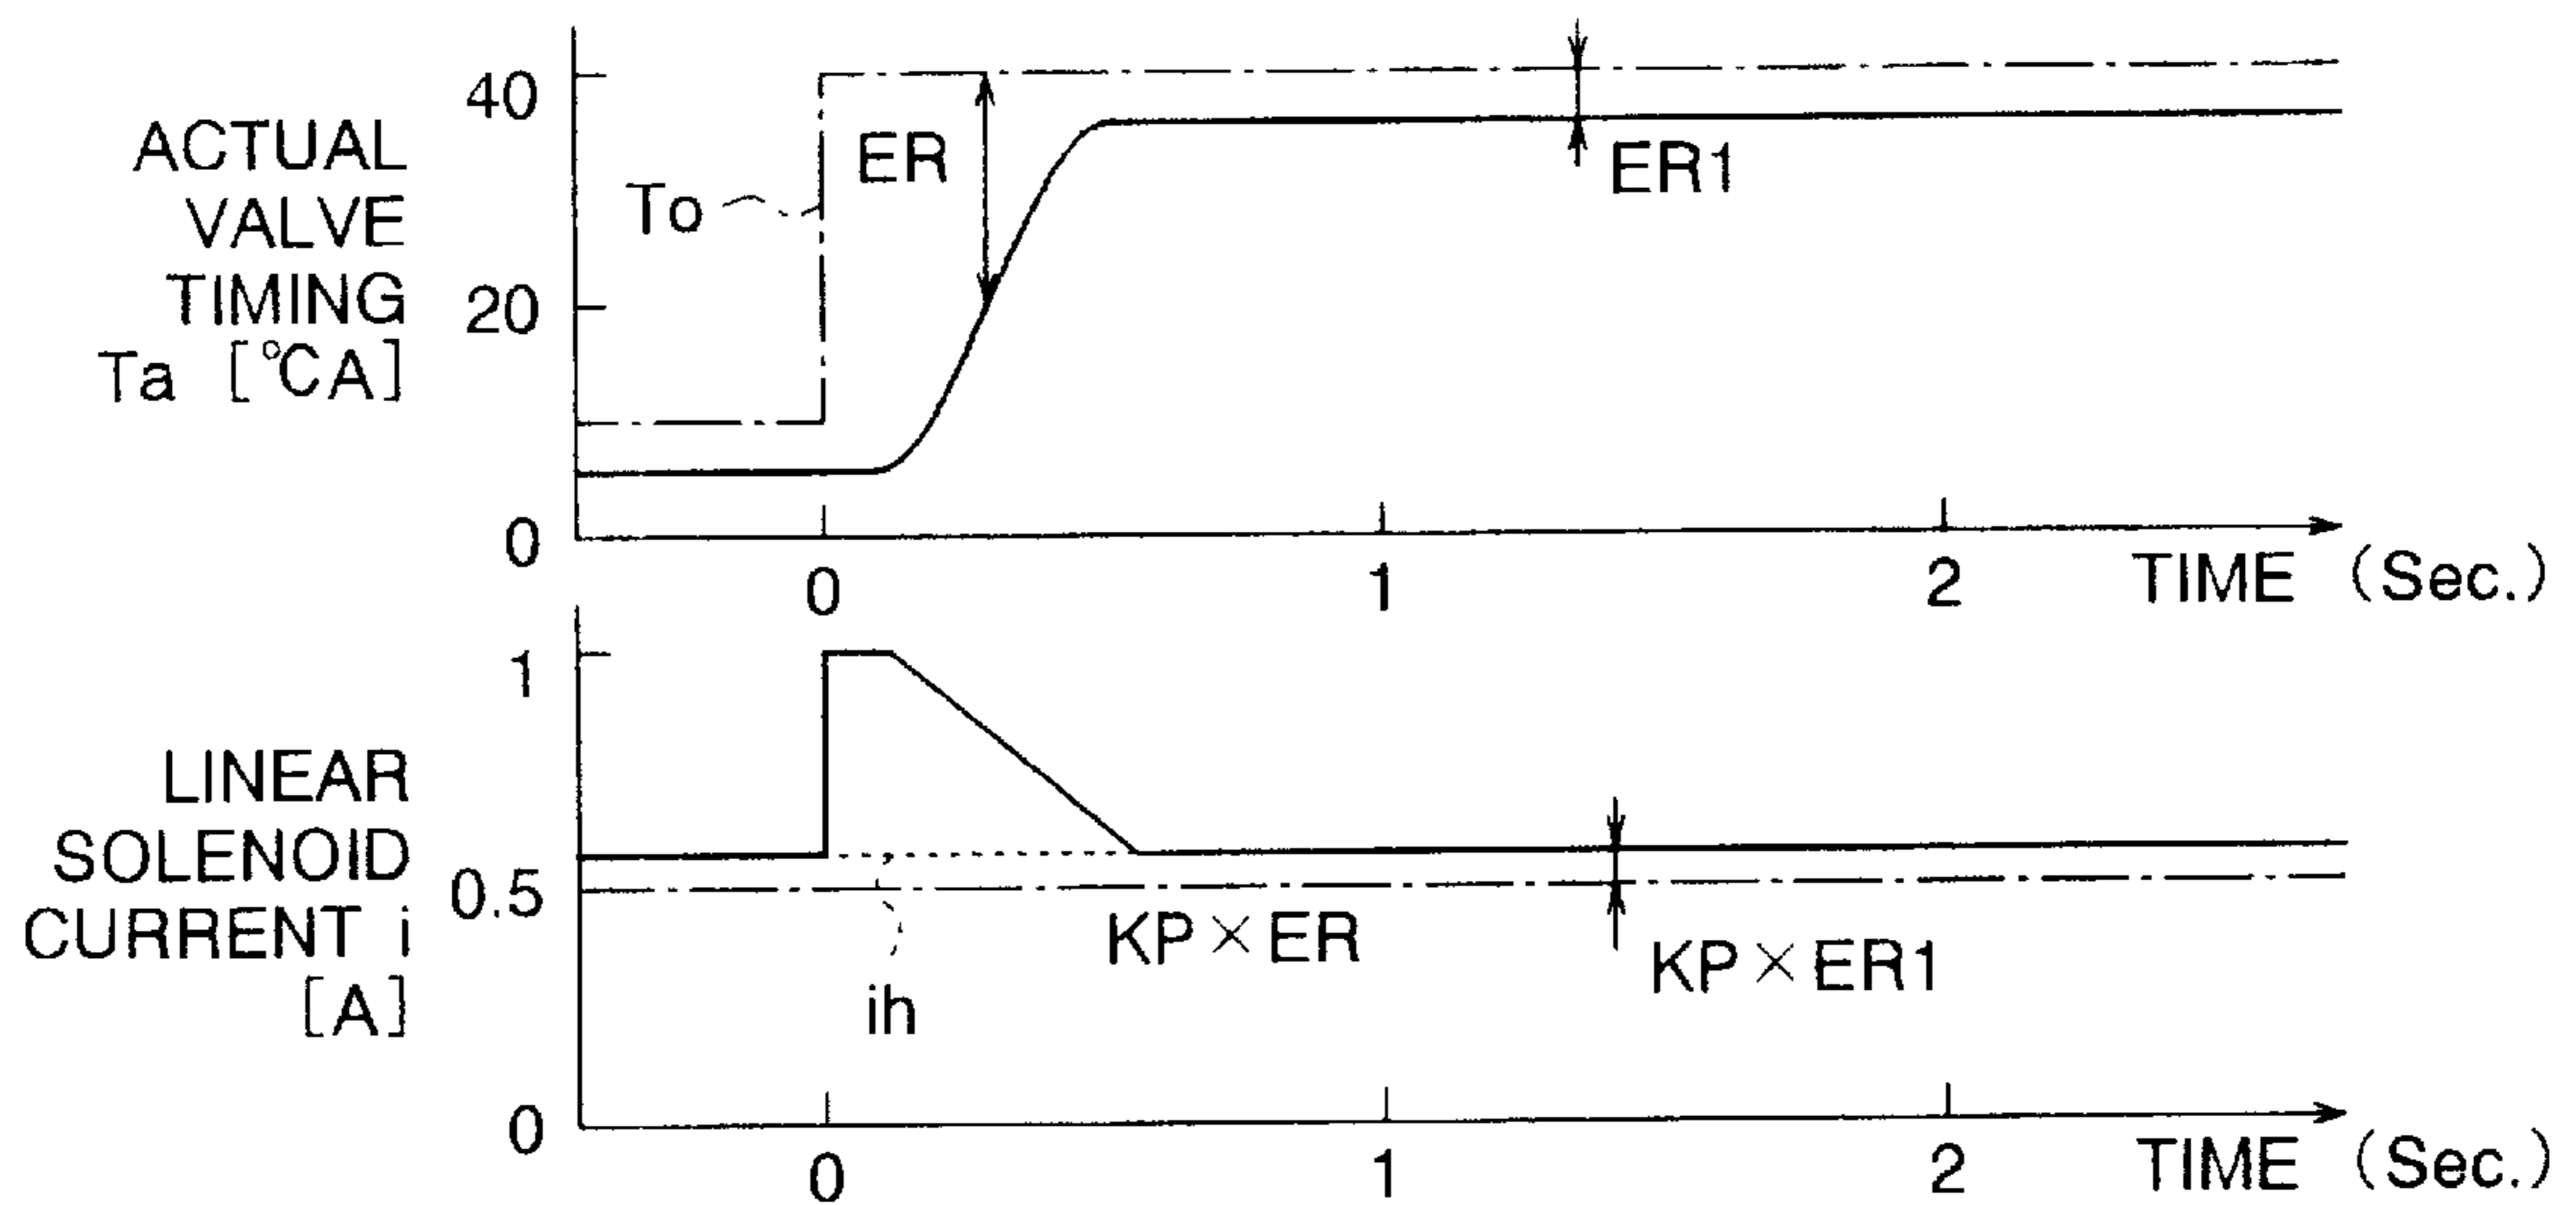 ACTUAL
VALVE
TIMING
Ta [°CA]
40
20
0
To
ER
ER1
0
1
2
TIME (Sec.)
LINEAR
SOLENOID
CURRENT i
[A]
1
0.5
0
ih
KP×ER
KP×ER1
0
1
2
TIME (Sec.)